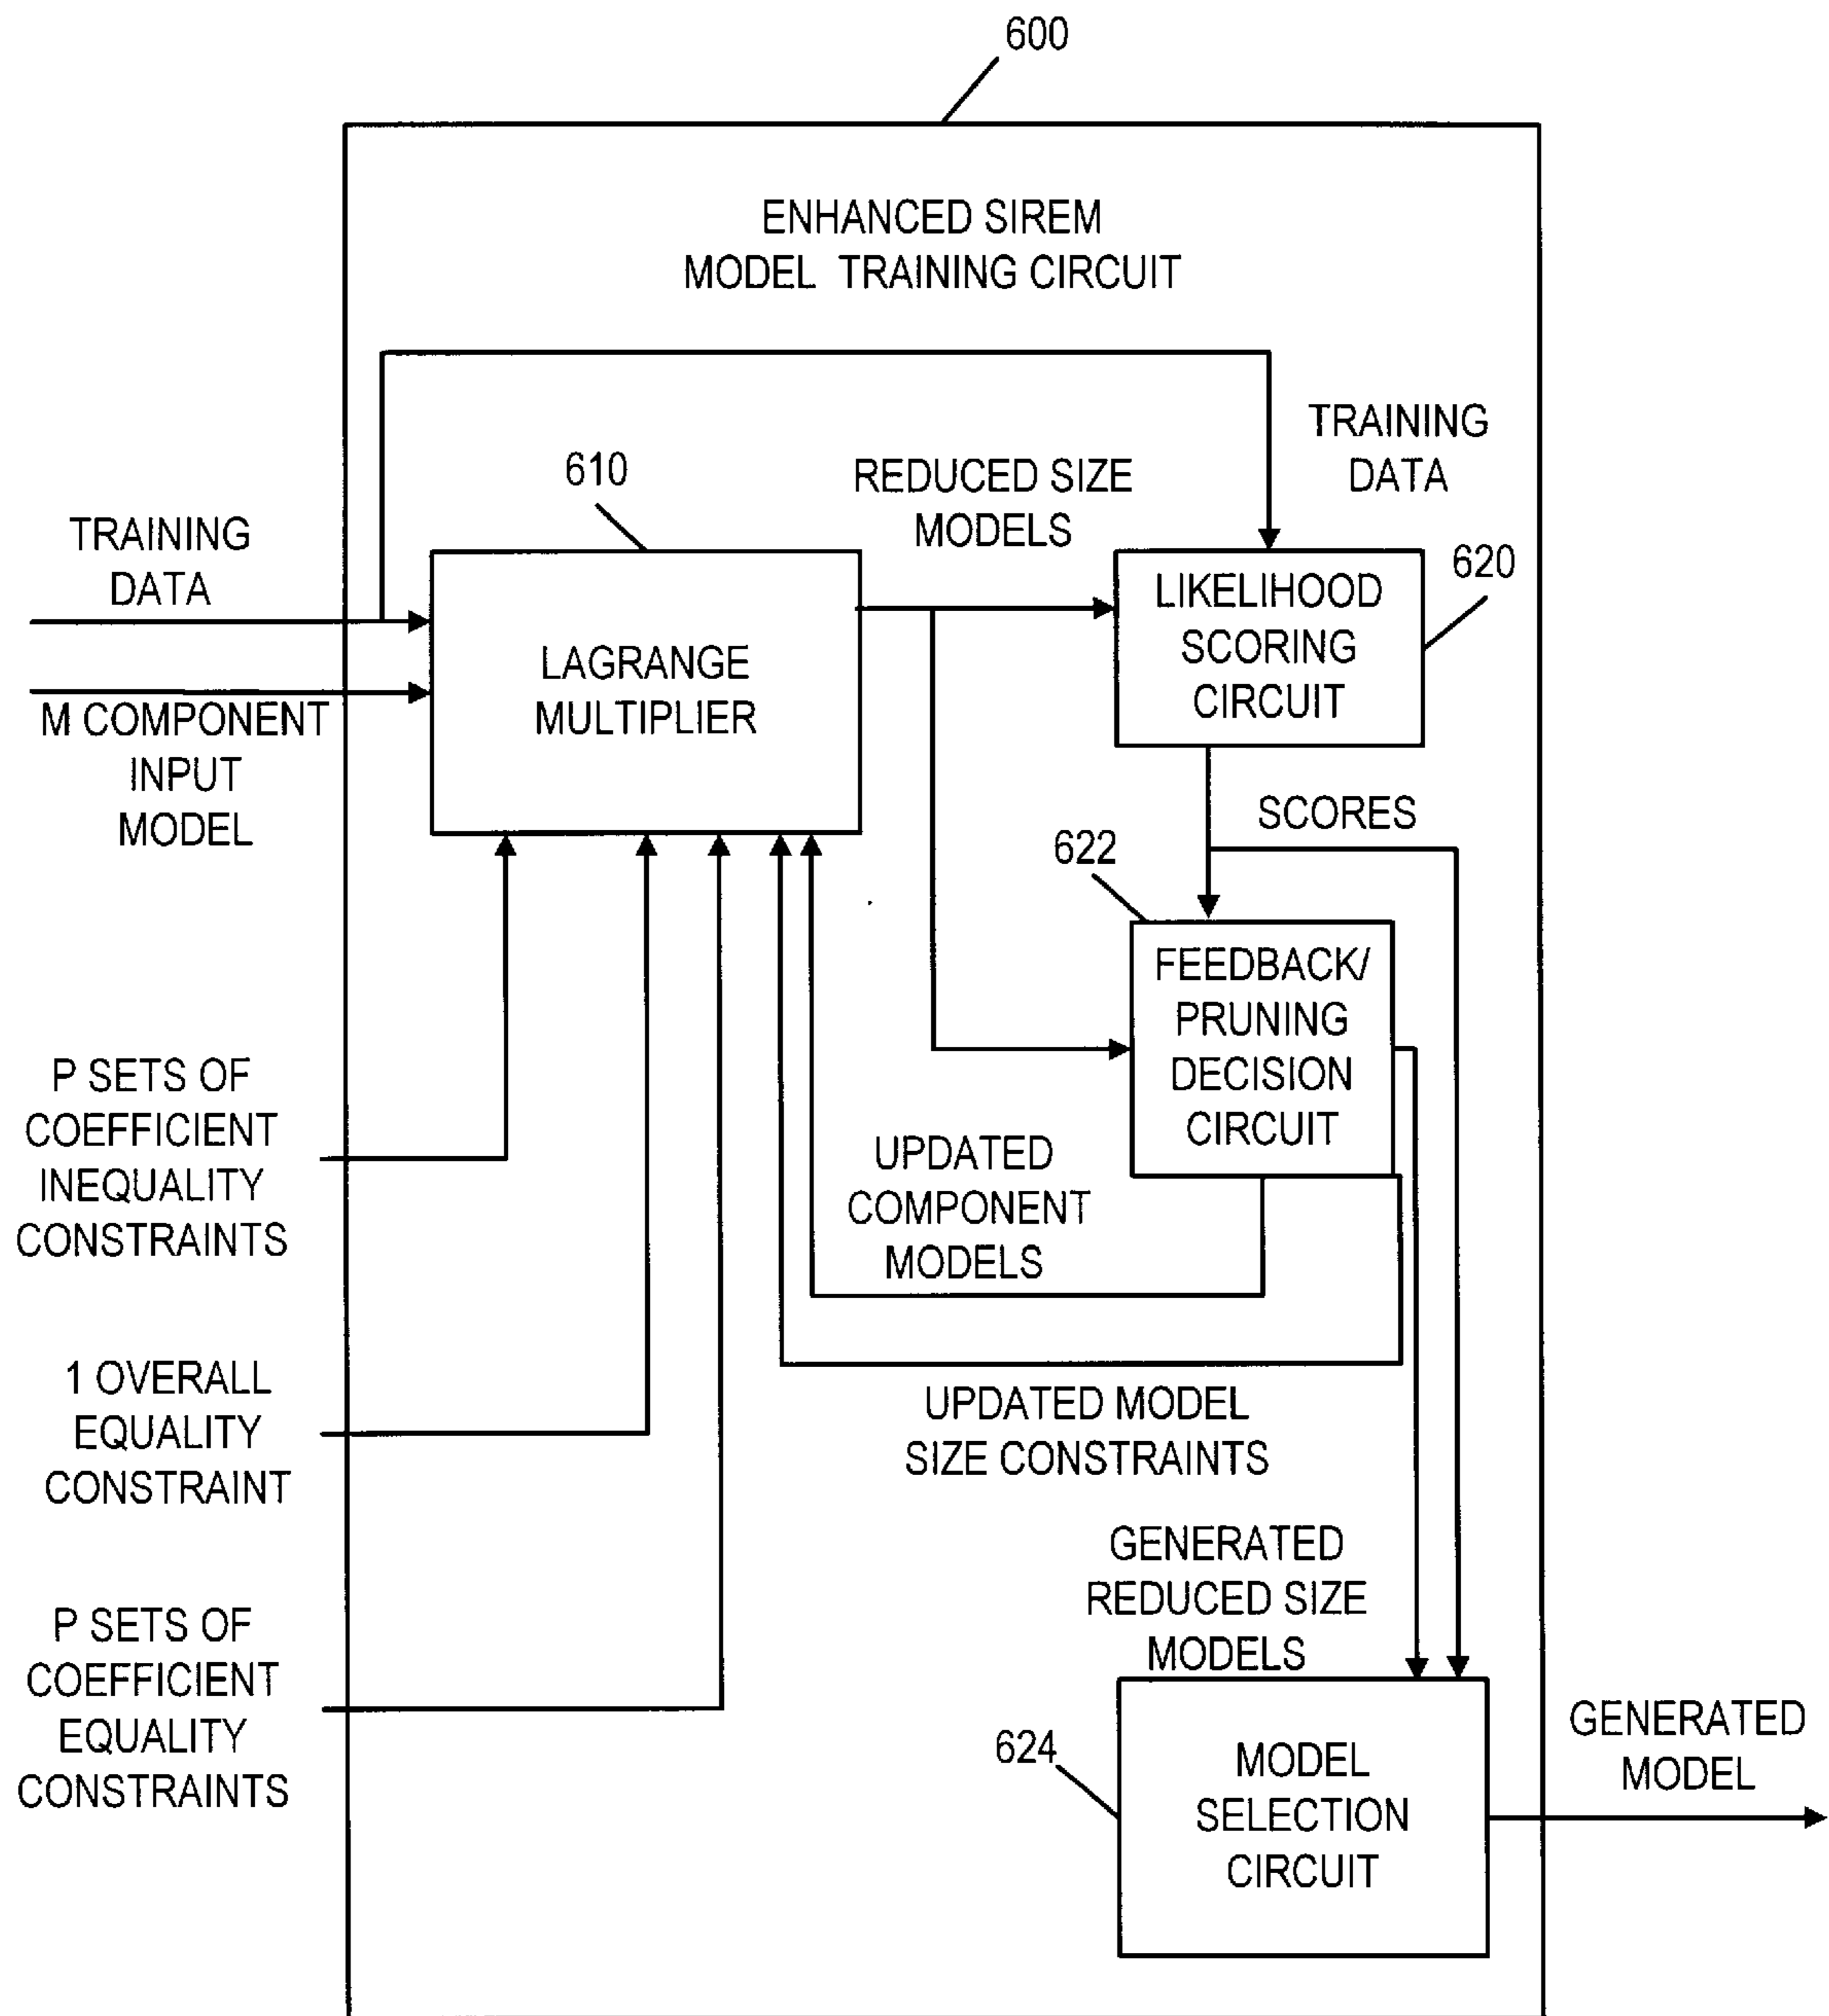 600
ENHANCED SIREM
MODEL TRAINING CIRCUIT
TRAINING
DATA
610
REDUCED SIZE
MODELS
TRAINING
DATA
620
LIKELIHOOD
SCORING
CIRCUIT
LAGRANGE
MULTIPLIER
M COMPONENT
INPUT
MODEL
SCORES
622
FEEDBACK/
PRUNING
DECISION
CIRCUIT
P SETS OF
COEFFICIENT
INEQUALITY
CONSTRAINTS
UPDATED
COMPONENT
MODELS
1 OVERALL
EQUALITY
CONSTRAINT
UPDATED MODEL
SIZE CONSTRAINTS
GENERATED
REDUCED SIZE
MODELS
P SETS OF
COEFFICIENT
EQUALITY
CONSTRAINTS
624
MODEL
SELECTION
CIRCUIT
GENERATED
MODEL